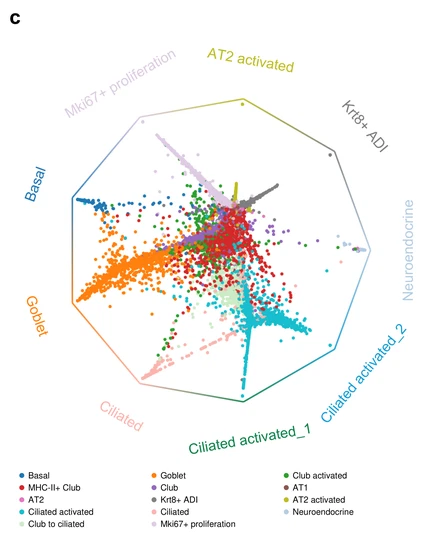 c
AT2 activated
Mki67+ proliferation
Krt8+ ADI
Basal
Neuroendocrine
Goblet
Ciliated activated_2
Ciliated
Ciliated activated_1
Basal Goblet Club activated
MHC-II+ Club Club AT1
AT2 Krt8+ ADI AT2 activated
Ciliated activated Ciliated Neuroendocrine
Club to ciliated Mki67+ proliferation